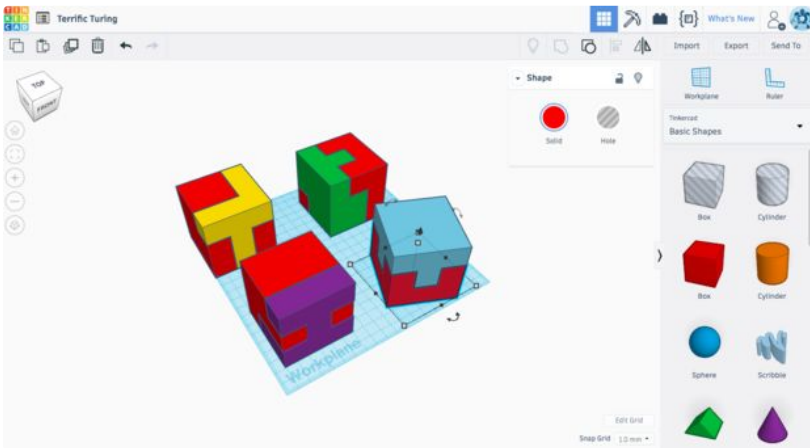 TIN
KER
CAD
Terrific Turing
What's New
Import
Export
Send To
TOP
FRONT
Shape
Solid
Hole
Workplane
Ruler
Tinkercad
Basic Shapes
Box
Cylinder
Box
Cylinder
Sphere
Scribble
Workplane
Edit Grid
Snap Grid 1.0 mm